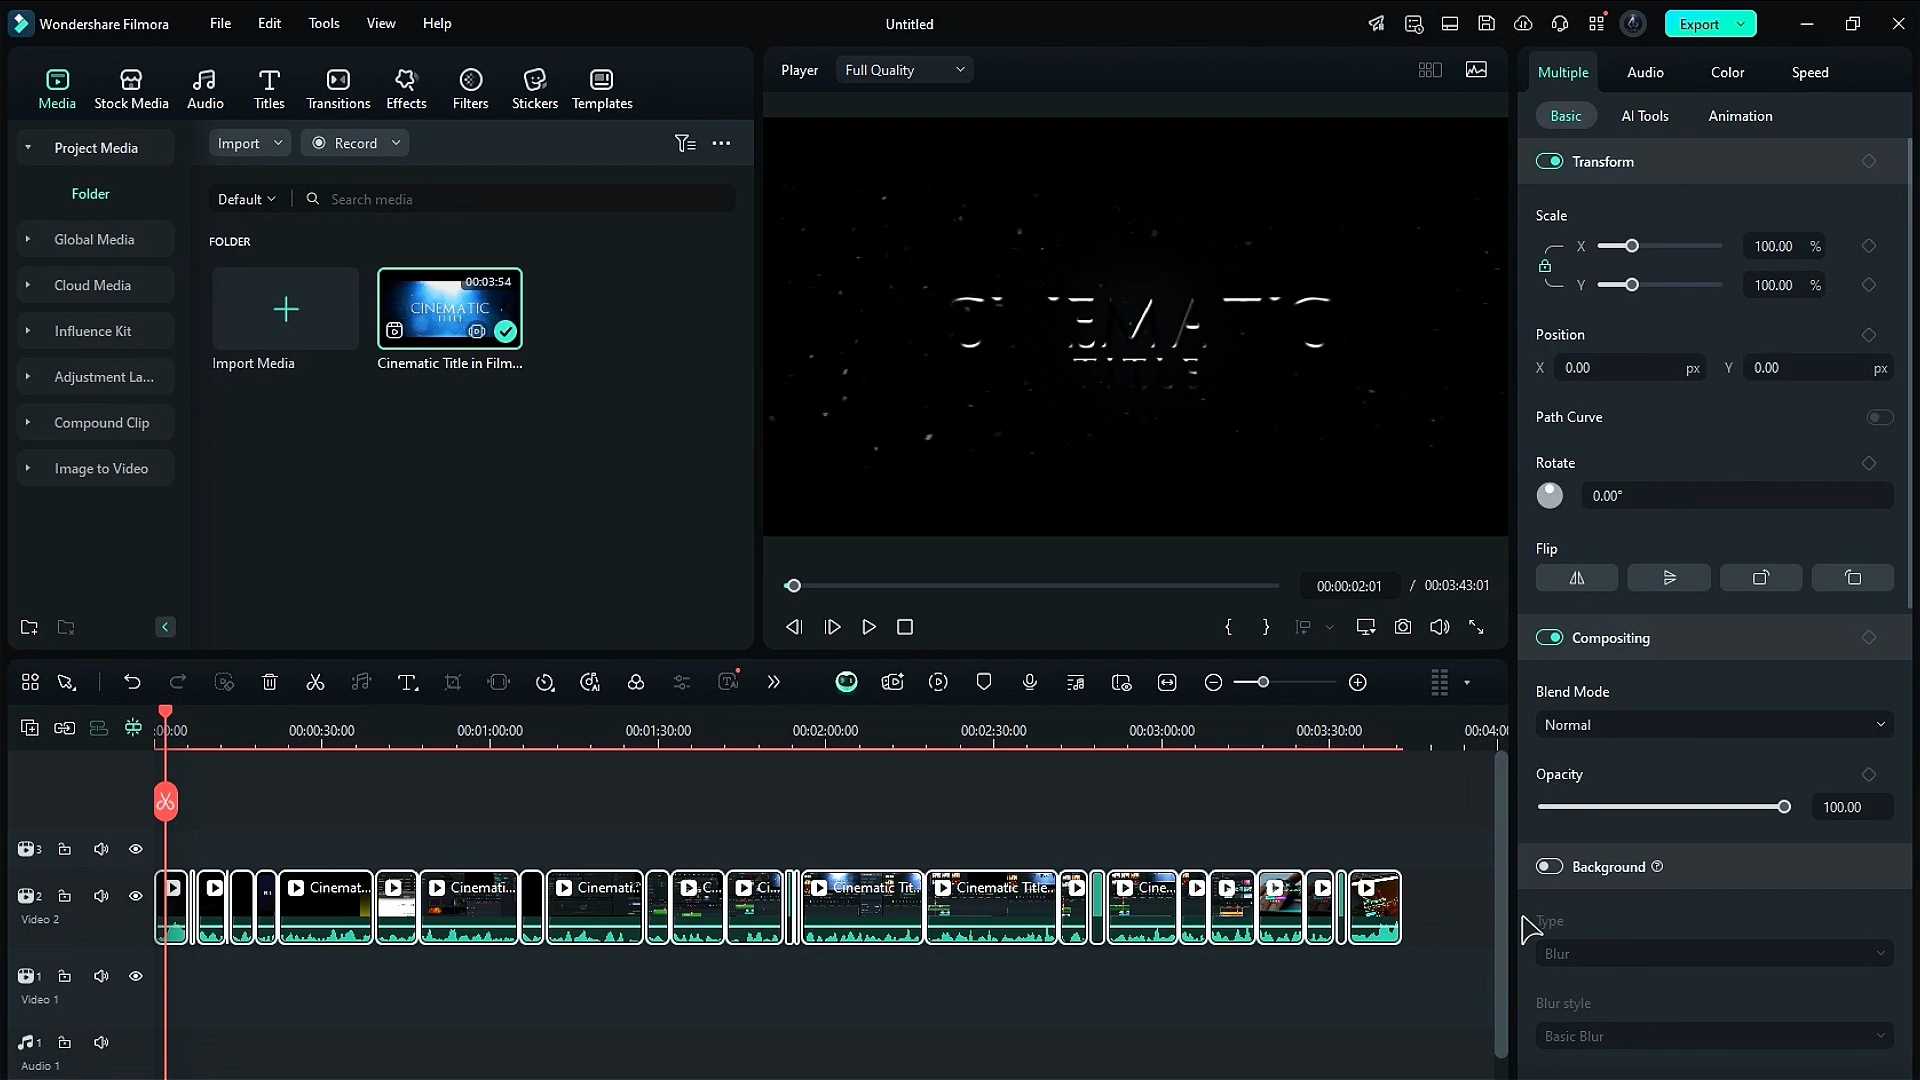 Wondershare Filmora
File Edit Tools View Help
Untitled
Export
Media Stock Media Audio Titles Transitions Effects Filters Stickers Templates
Project Media
Folder
Global Media
Cloud Media
Influence Kit
Adjustment La...
Compound Clip
Image to Video
Import Record
Default Search media
FOLDER
00:03:54
CINEMATIC
TITLE
Import Media
Cinematic Title in Film...
Player Full Quality
CINEMATIC
TITLE
00:00:02:01 / 00:03:43:01
Multiple Audio Color Speed
Basic AI Tools Animation
Transform
Scale
X 100.00 %
Y 100.00 %
Position
X 0.00 px Y 0.00 px
Path Curve
Rotate
0.00°
Flip
Compositing
Blend Mode
Normal
Opacity
100.00
Background
Type
Blur
Blur style
Basic Blur
:00:00 00:00:30:00 00:01:00:00 00:01:30:00 00:02:00:00 00:02:30:00 00:03:00:00 00:03:30:00 00:04:0
3
2
Video 2
Cinemat... Cinemati... Cinemati... C... Ci... Cinematic Tit... Cinematic Title... Cine...
1
Video 1
1
Audio 1